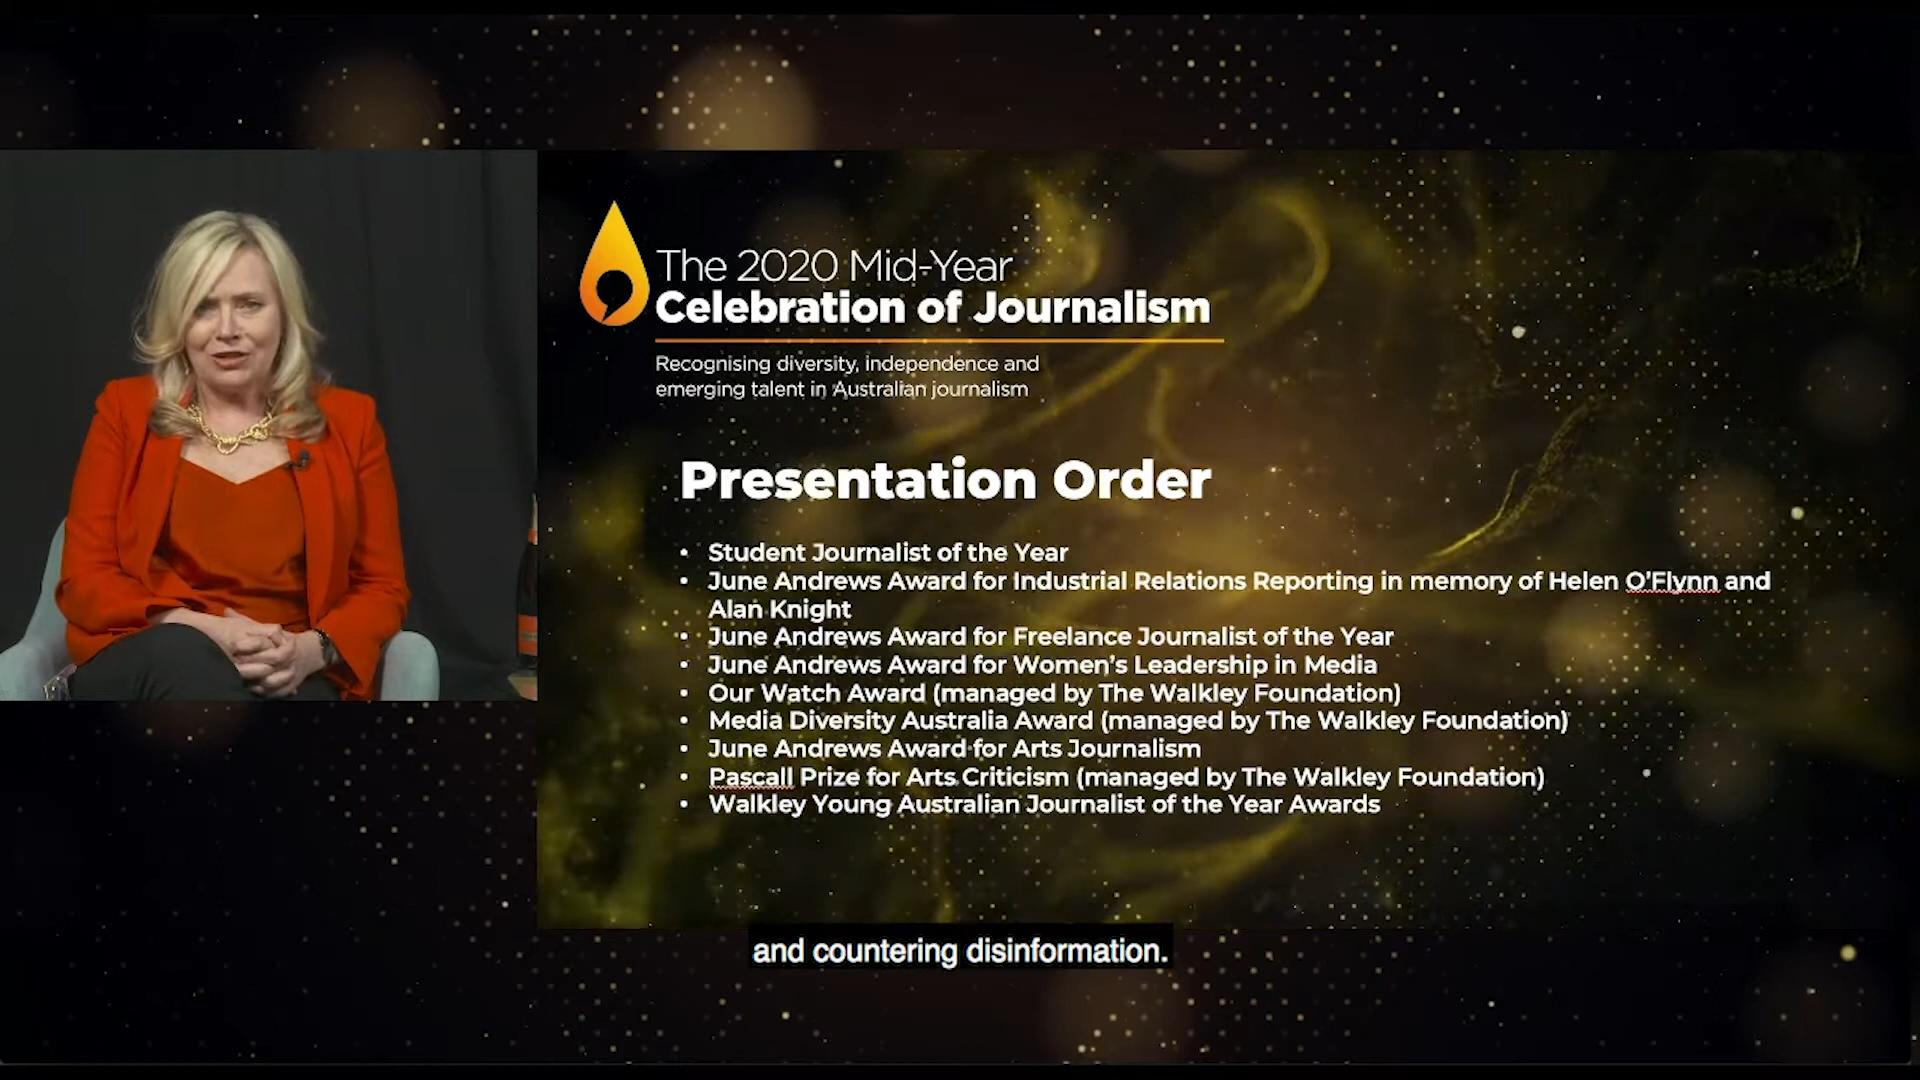 The 2020 Mid-Year
Celebration of Journalism
Recognising diversity, independence and
emerging talent in Australian journalism
Presentation Order
• Student Journalist of the Year
• June Andrews Award for Industrial Relations Reporting in memory of Helen O'Flynn and
Alan Knight
• June Andrews Award for Freelance Journalist of the Year
• June Andrews Award for Women's Leadership in Media
• Our Watch Award (managed by The Walkley Foundation)
• Media Diversity Australia Award (managed by The Walkley Foundation)
• June Andrews Award for Arts Journalism
• Pascall Prize for Arts Criticism (managed by The Walkley Foundation)
• Walkley Young Australian Journalist of the Year Awards
and countering disinformation.